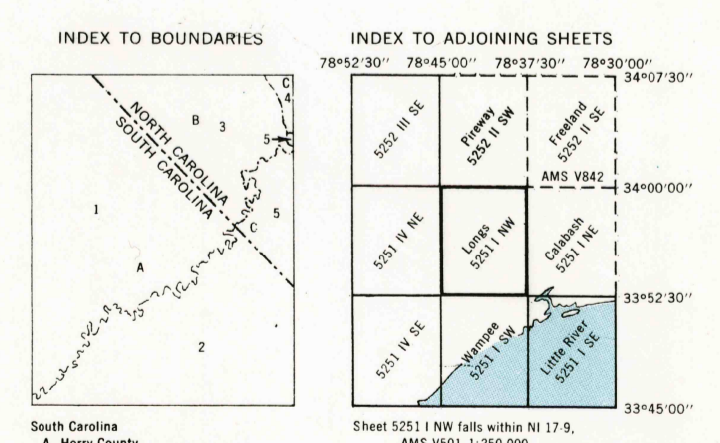 INDEX TO BOUNDARIES
C
4
NORTH CAROLINA
SOUTH CAROLINA
B
3
5
1
5
C
A
2
South Carolina
A Horry County
INDEX TO ADJOINING SHEETS
78°52'30" 78°45'00" 78°37'30" 78°30'00"
34°07'30"
5252 III SE
Pireway
5252 II SW
Freeland
5252 II SE
AMS V842
34°00'00"
5251 IV NE
Longs
5251 I NW
Calabash
5251 I NE
33°52'30"
5251 IV SE
Wampee
5251 I SW
Little River
5251 I SE
33°45'00"
Sheet 5251 I NW falls within NI 17-9,
AMS V501 1:250,000